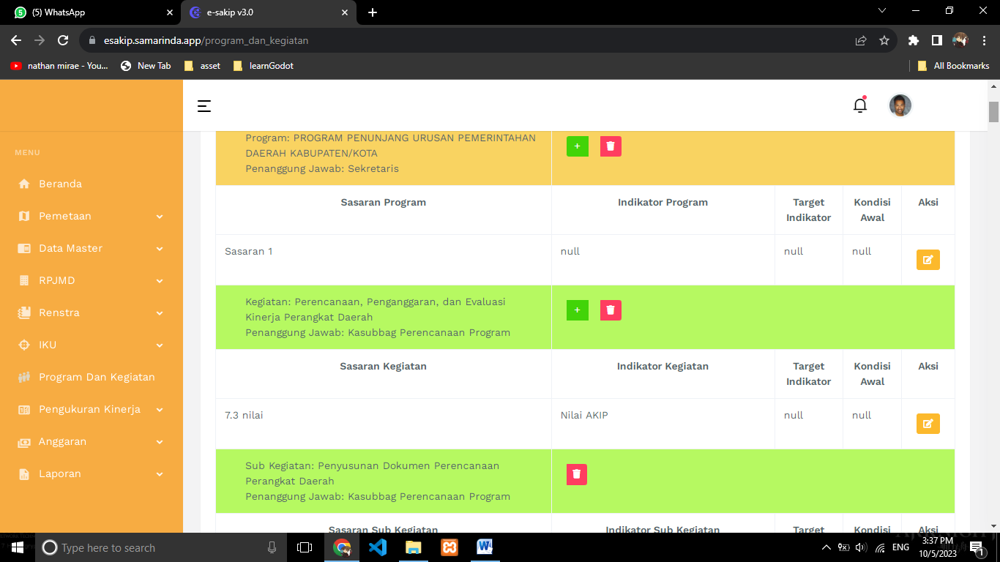 (5) WhatsApp
e-sakip v3.0
esakip.samarinda.app/program_dan_kegiatan
nathan mirae - You...
New Tab
asset
learnGodot
All Bookmarks
MENU
Beranda
Pemetaan
Data Master
RPJMD
Renstra
IKU
Program Dan Kegiatan
Pengukuran Kinerja
Anggaran
Laporan
Program: PROGRAM PENUNJANG URUSAN PEMERINTAHAN
DAERAH KABUPATEN/KOTA
Penanggung Jawab: Sekretaris
+
Sasaran Program
Indikator Program
Target
Indikator
Kondisi
Awal
Aksi
Sasaran 1
null
null
null
Kegiatan: Perencanaan, Penganggaran, dan Evaluasi
Kinerja Perangkat Daerah
Penanggung Jawab: Kasubbag Perencanaan Program
+
Sasaran Kegiatan
Indikator Kegiatan
Target
Indikator
Kondisi
Awal
Aksi
7.3 nilai
Nilai AKIP
null
null
Sub Kegiatan: Penyusunan Dokumen Perencanaan
Perangkat Daerah
Penanggung Jawab: Kasubbag Perencanaan Program
Sasaran Sub Kegiatan
Indikator Sub Kegiatan
Target
Kondisi
Aksi
Type here to search
ENG
3:37 PM
10/5/2023
1